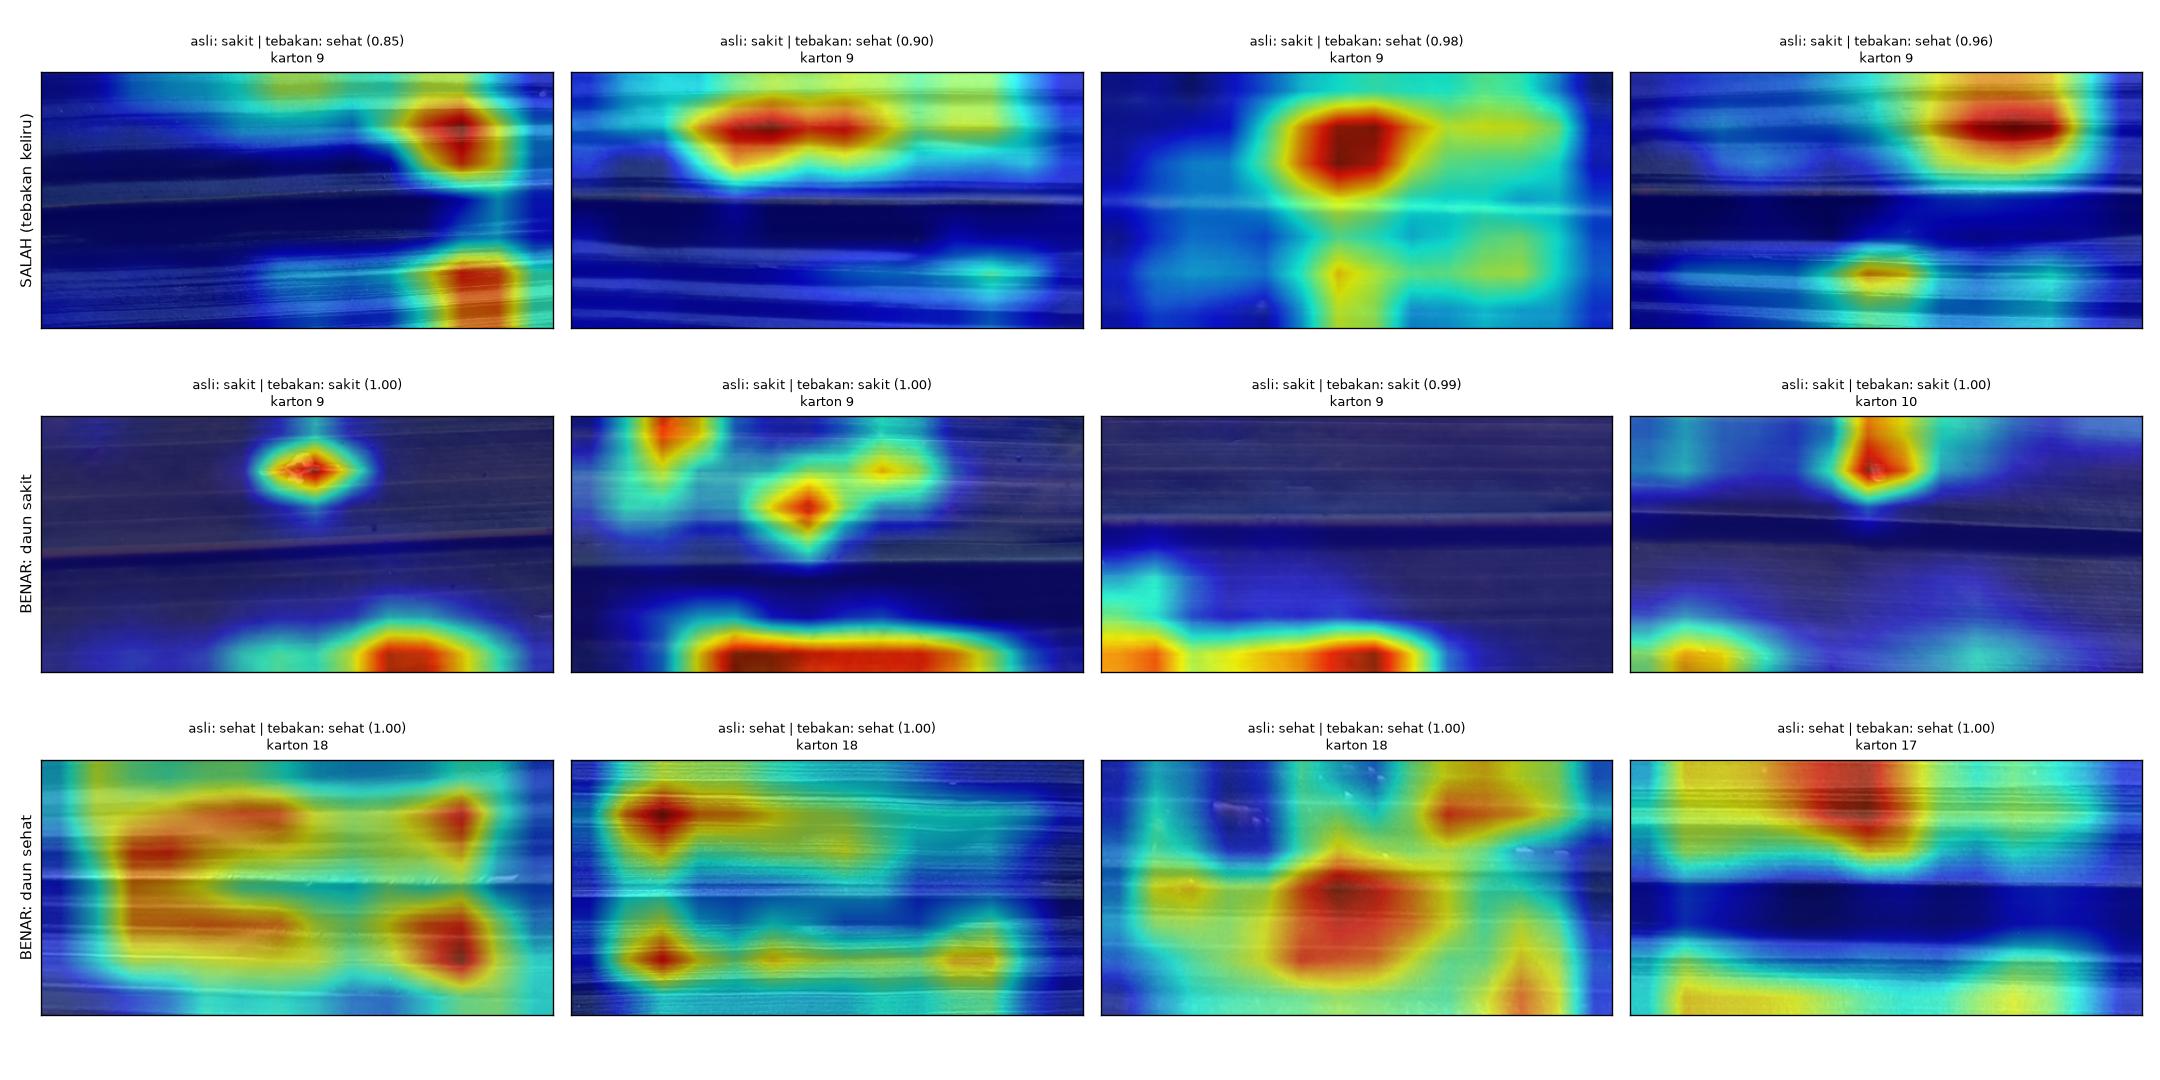 asli: sakit | tebakan: sehat (0.85)
karton 9
asli: sakit | tebakan: sehat (0.90)
karton 9
asli: sakit | tebakan: sehat (0.98)
karton 9
asli: sakit | tebakan: sehat (0.96)
karton 9
SALAH (tebakan keliru)
asli: sakit | tebakan: sakit (1.00)
karton 9
asli: sakit | tebakan: sakit (1.00)
karton 9
asli: sakit | tebakan: sakit (0.99)
karton 9
asli: sakit | tebakan: sakit (1.00)
karton 10
BENAR: daun sakit
asli: sehat | tebakan: sehat (1.00)
karton 18
asli: sehat | tebakan: sehat (1.00)
karton 18
asli: sehat | tebakan: sehat (1.00)
karton 18
asli: sehat | tebakan: sehat (1.00)
karton 17
BENAR: daun sehat